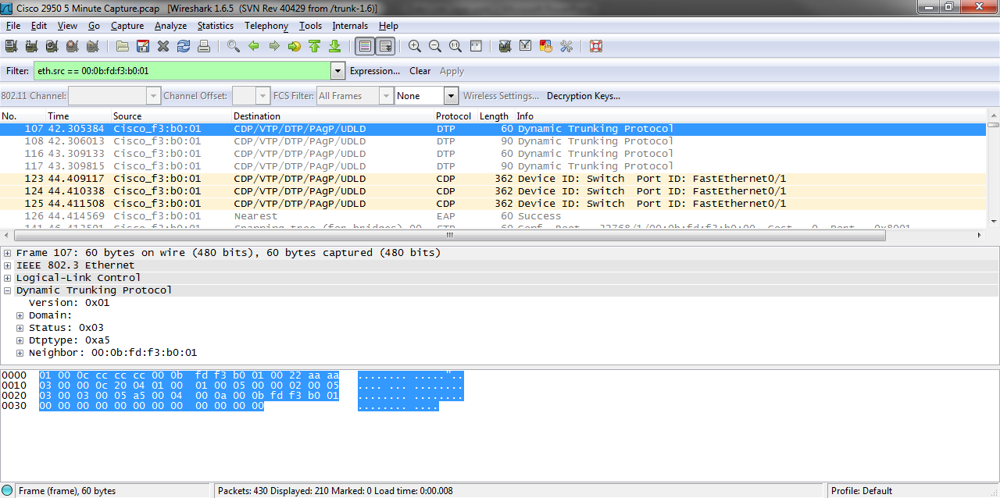 Cisco 2950 5 Minute Capture.pcap [Wireshark 1.6.5 (SVN Rev 40429 from /trunk-1.6)]
File Edit View Go Capture Analyze Statistics Telephony Tools Internals Help
Filter: eth.src == 00:0b:fd:f3:b0:01 Expression... Clear Apply
802.11 Channel: Channel Offset: FCS Filter: All Frames None Wireless Settings... Decryption Keys...
No. Time Source Destination Protocol Length Info
107 42.305384 Cisco_f3:b0:01 CDP/VTP/DTP/PAgP/UDLD DTP 60 Dynamic Trunking Protocol
108 42.306013 Cisco_f3:b0:01 CDP/VTP/DTP/PAgP/UDLD DTP 90 Dynamic Trunking Protocol
116 43.309133 Cisco_f3:b0:01 CDP/VTP/DTP/PAgP/UDLD DTP 60 Dynamic Trunking Protocol
117 43.309815 Cisco_f3:b0:01 CDP/VTP/DTP/PAgP/UDLD DTP 90 Dynamic Trunking Protocol
123 44.409117 Cisco_f3:b0:01 CDP/VTP/DTP/PAgP/UDLD CDP 362 Device ID: Switch Port ID: FastEthernet0/1
124 44.410338 Cisco_f3:b0:01 CDP/VTP/DTP/PAgP/UDLD CDP 362 Device ID: Switch Port ID: FastEthernet0/1
125 44.411508 Cisco_f3:b0:01 CDP/VTP/DTP/PAgP/UDLD CDP 362 Device ID: Switch Port ID: FastEthernet0/1
126 44.414569 Cisco_f3:b0:01 Nearest EAP 60 Success
Frame 107: 60 bytes on wire (480 bits), 60 bytes captured (480 bits)
IEEE 802.3 Ethernet
Logical-Link Control
Dynamic Trunking Protocol
Version: 0x01
Domain:
Status: 0x03
Dtptype: 0xa5
Neighbor: 00:0b:fd:f3:b0:01
0000 01 00 0c cc cc cc 00 0b fd f3 b0 01 00 22 aa aa ........ ....."..
0010 03 00 00 0c 20 04 01 00 01 00 05 00 00 02 00 05 .... ... ........
0020 03 00 03 00 05 a5 00 04 00 0a 00 0b fd f3 b0 01 ........ ........
0030 00 00 00 00 00 00 00 00 00 00 00 00 ........ ....
Frame (frame), 60 bytes Packets: 430 Displayed: 210 Marked: 0 Load time: 0:00.008 Profile: Default